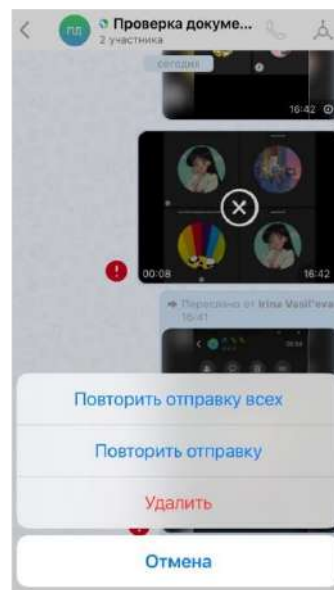 ПЛ
Проверка докуме...
2 участника
сегодня
16:42
00:08
16:42
Переслано от Irina Vasil'eva
16:41
Повторить отправку всех
Повторить отправку
Удалить
Отмена